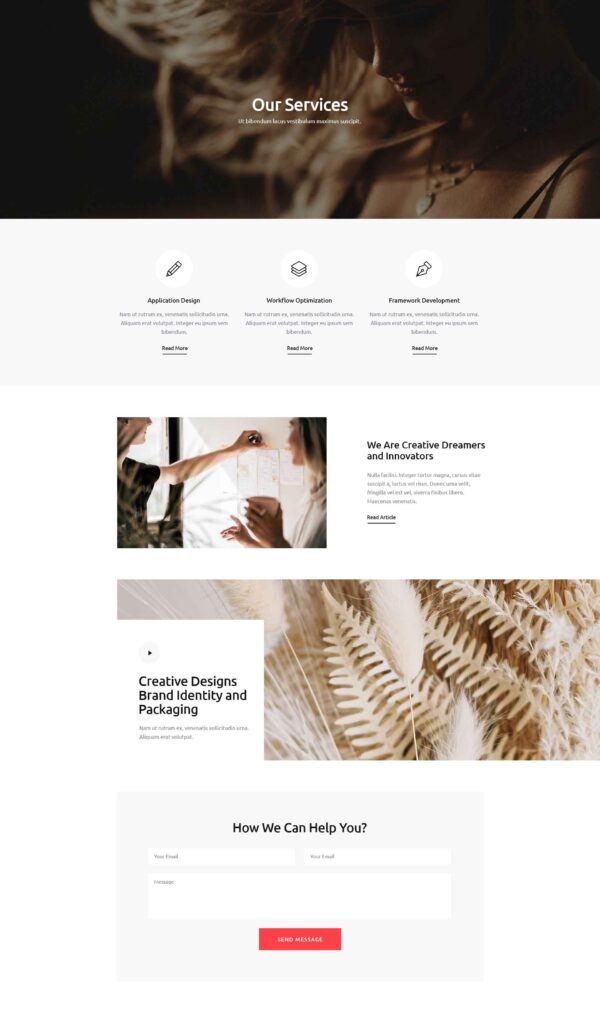 Our Services
Ut bibendum lacus vestibulum maximus suscipit.
Application Design
Nam ut rutrum ex, venenatis sollicitudin urna.
Aliquam erat volutpat. Integer eu ipsum sem
bibendum.
Read More
Workflow Optimization
Nam ut rutrum ex, venenatis sollicitudin urna.
Aliquam erat volutpat. Integer eu ipsum sem
bibendum.
Read More
Framework Development
Nam ut rutrum ex, venenatis sollicitudin urna.
Aliquam erat volutpat. Integer eu ipsum sem
bibendum.
Read More
We Are Creative Dreamers
and Innovators
Nulla facilisi. Integer tortor magna, cursus vitae
suscipit a, luctus vel risus. Donec urna velit,
fringilla vel est vel, viverra finibus libero.
Maecenas venenatis.
Read Article
Creative Designs
Brand Identity and
Packaging
Nam ut rutrum ex, venenatis sollicitudin urna.
Aliquam erat volutpat.
How We Can Help You?
Your Email
Your Email
Message
SEND MESSAGE